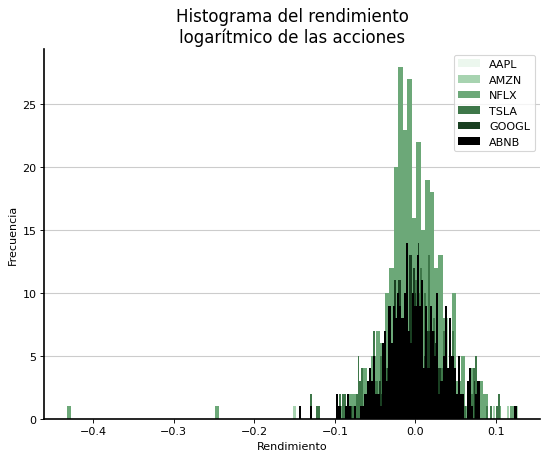 Histograma del rendimiento
logarítmico de las acciones
AAPL
AMZN
NFLX
TSLA
GOOGL
ABNB
Frecuencia
25
20
15
10
5
0
−0.4
−0.3
−0.2
−0.1
0.0
0.1
Rendimiento